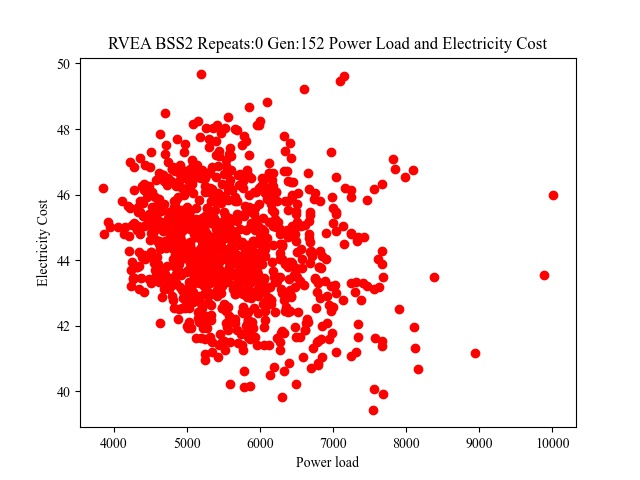 RVEA BSS2 Repeats:0 Gen:152 Power Load and Electricity Cost
50
48
46
44
42
40
Electricity Cost
4000 5000 6000 7000 8000 9000 10000
Power load